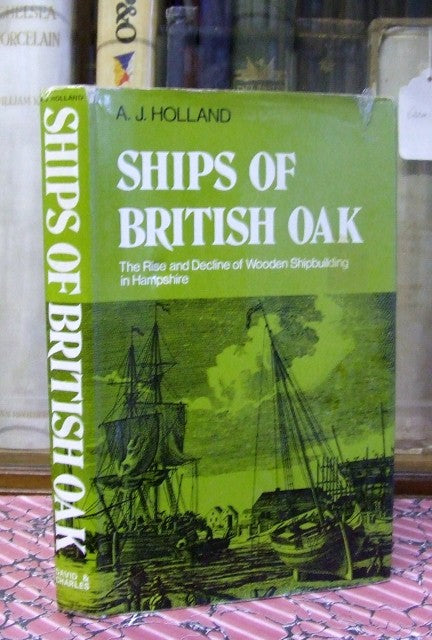 A. J. HOLLAND
SHIPS OF
BRITISH OAK
The Rise and Decline of Wooden Shipbuilding
in Hampshire
HOLLAND
SHIPS OF BRITISH OAK
DAVID &
CHARLES
CHELSEA
PORCELAIN
WILLIAM
P&O